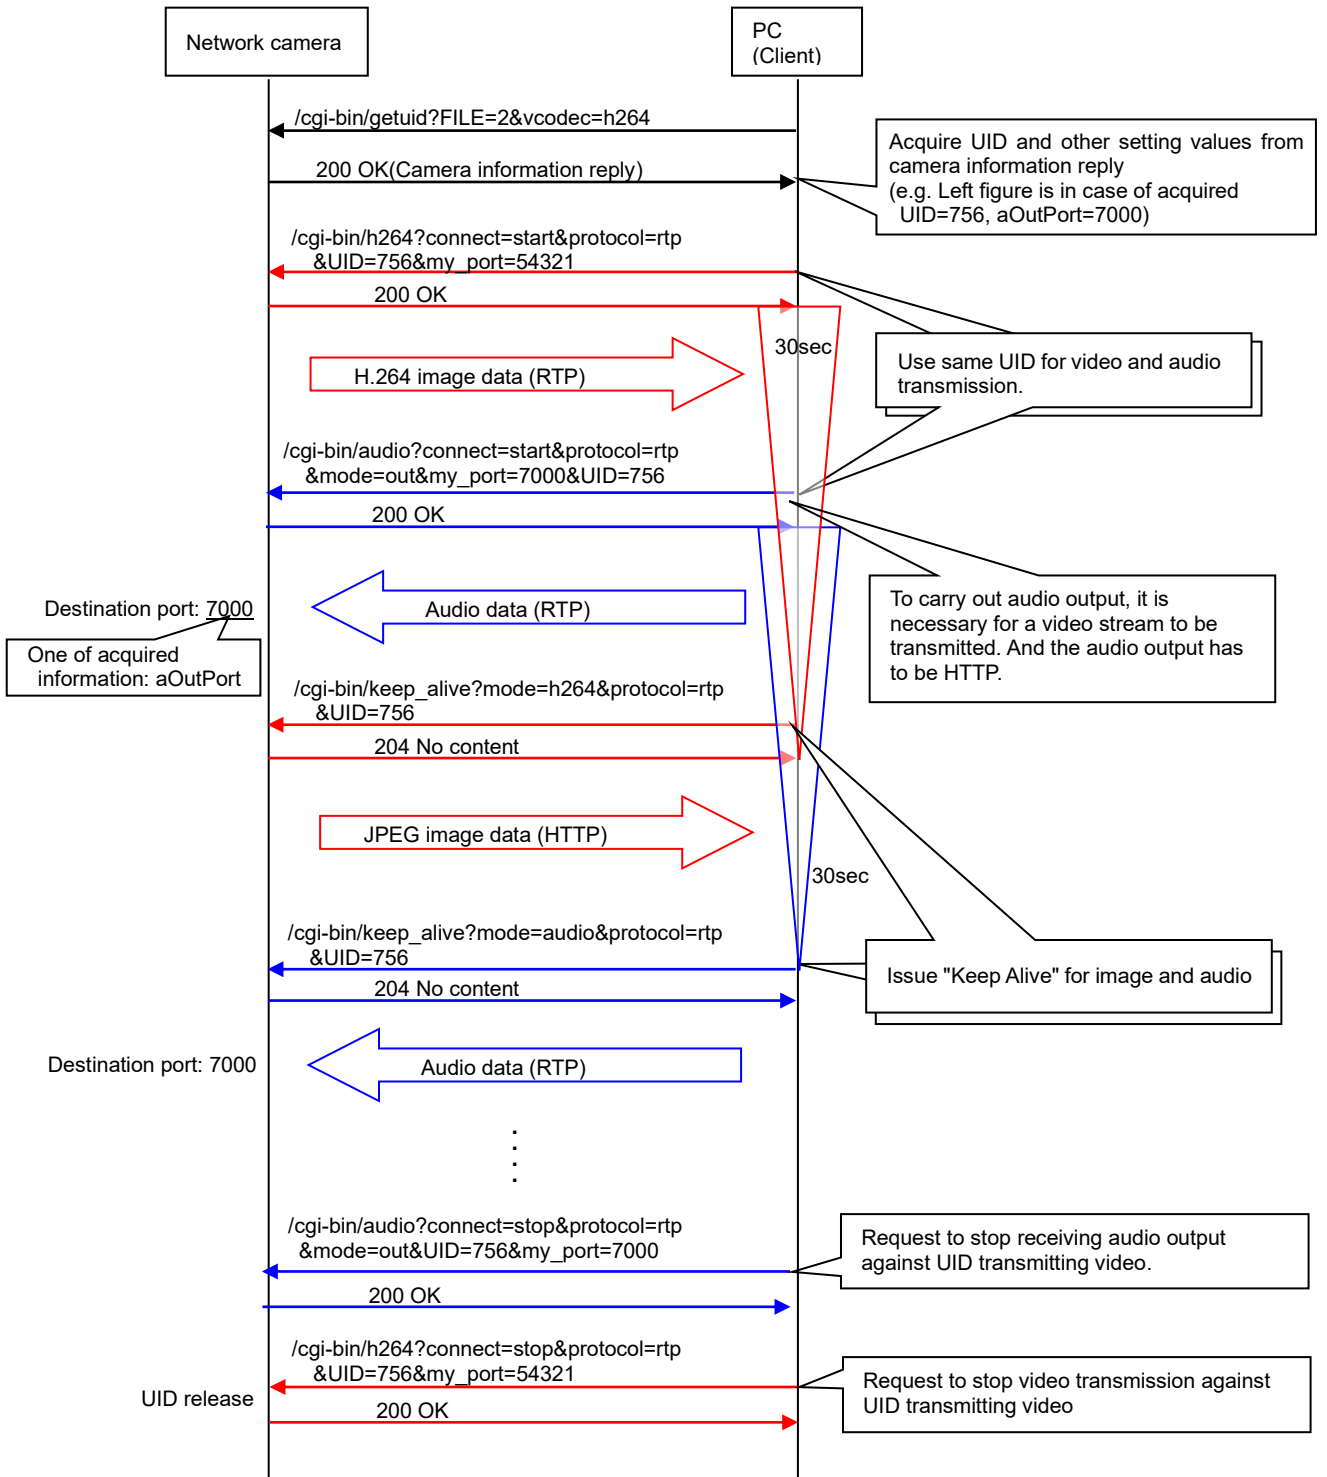 Network camera
PC
(Client)
/cgi-bin/getuid?FILE=2&vcodec=h264
200 OK(Camera information reply)
Acquire UID and other setting values from
camera information reply
(e.g. Left figure is in case of acquired
UID=756, aOutPort=7000)
/cgi-bin/h264?connect=start&protocol=rtp
&UID=756&my_port=54321
200 OK
30sec
H.264 image data (RTP)
Use same UID for video and audio
transmission.
/cgi-bin/audio?connect=start&protocol=rtp
&mode=out&my_port=7000&UID=756
200 OK
Destination port: 7000
Audio data (RTP)
To carry out audio output, it is
necessary for a video stream to be
transmitted. And the audio output has
to be HTTP.
One of acquired
information: aOutPort
/cgi-bin/keep_alive?mode=h264&protocol=rtp
&UID=756
204 No content
JPEG image data (HTTP)
30sec
/cgi-bin/keep_alive?mode=audio&protocol=rtp
&UID=756
204 No content
Issue "Keep Alive" for image and audio
Destination port: 7000
Audio data (RTP)
/cgi-bin/audio?connect=stop&protocol=rtp
&mode=out&UID=756&my_port=7000
200 OK
Request to stop receiving audio output
against UID transmitting video.
/cgi-bin/h264?connect=stop&protocol=rtp
&UID=756&my_port=54321
UID release
200 OK
Request to stop video transmission against
UID transmitting video